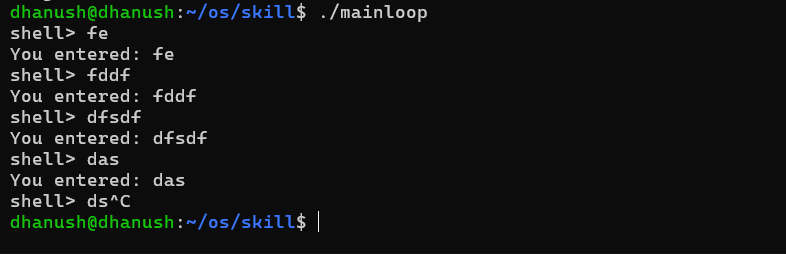 dhanush@dhanush:~/os/skill$ ./mainloop
shell> fe
You entered: fe
shell> fddf
You entered: fddf
shell> dfsdf
You entered: dfsdf
shell> das
You entered: das
shell> ds^C
dhanush@dhanush:~/os/skill$